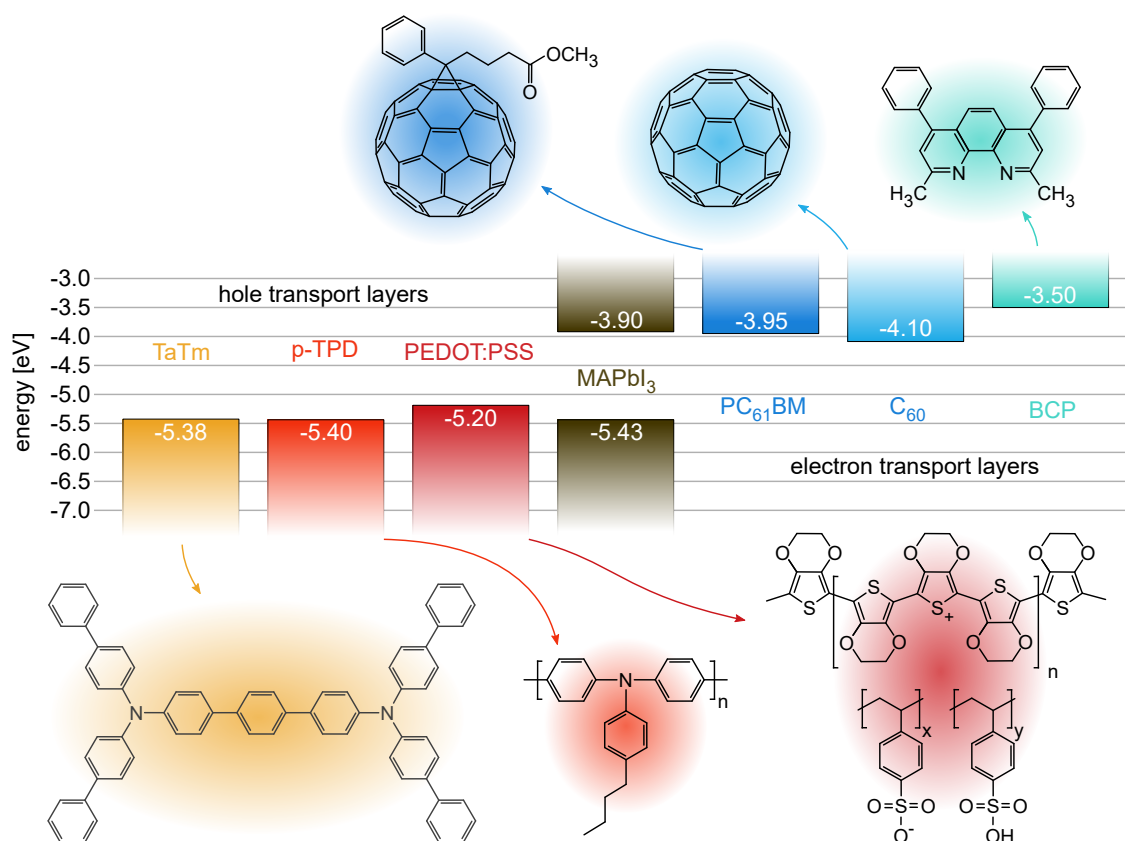 OCH₃
O
N
N
H₃C
CH₃
energy [eV]
-3.0
-3.5
-4.0
-4.5
-5.0
-5.5
-6.0
-6.5
-7.0
hole transport layers
-3.90
-3.95
-4.10
-3.50
TaTm
p-TPD
PEDOT:PSS
MAPbI₃
PC₆₁BM
C₆₀
BCP
-5.38
-5.40
-5.20
-5.43
electron transport layers
N
N
N
n
O
O
O
O
O
O
S
S
S
S
S
+
O
O
O
O
n
x
y
O=S=O
O=S=O
O⁻
OH